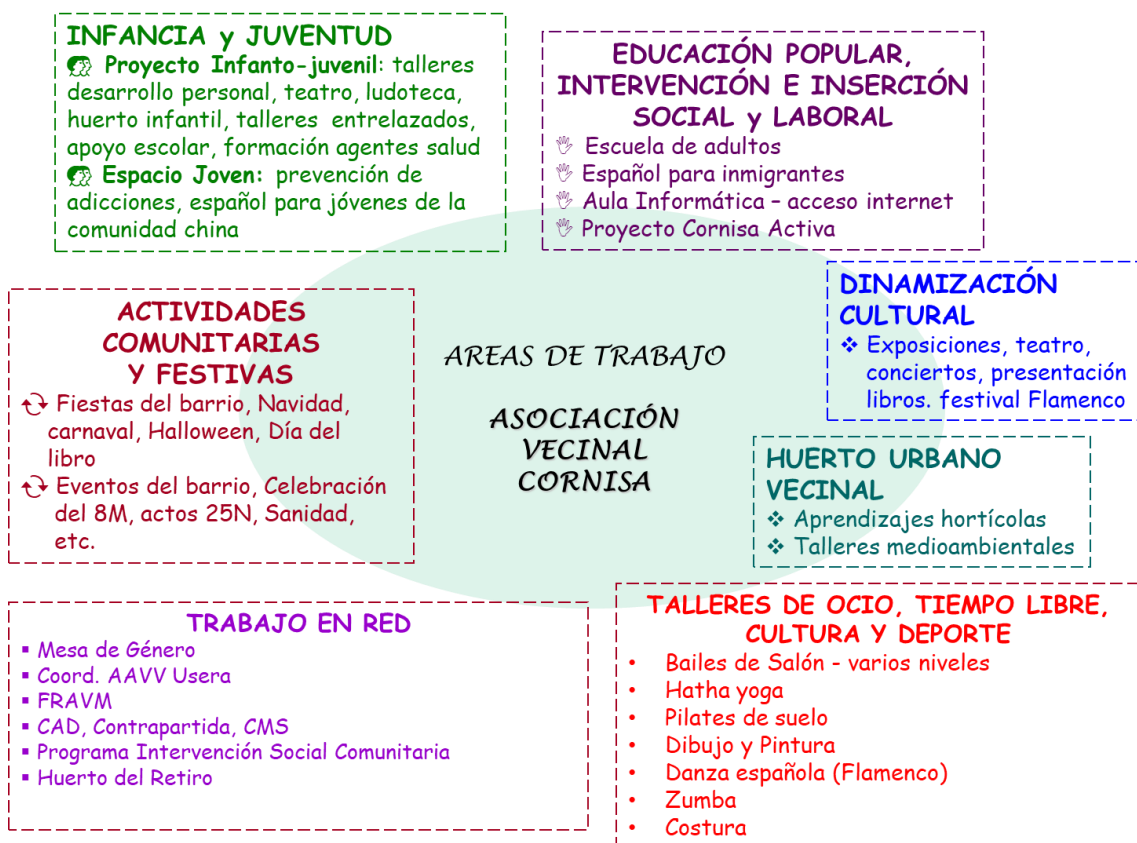 INFANCIA y JUVENTUD
Proyecto Infanto-juvenil: talleres
desarrollo personal, teatro, ludoteca,
huerto infantil, talleres entrelazados,
apoyo escolar, formación agentes salud
Espacio Joven: prevención de
adicciones, español para jóvenes de la
comunidad china
EDUCACIÓN POPULAR,
INTERVENCIÓN E INSERCIÓN
SOCIAL y LABORAL
Escuela de adultos
Español para inmigrantes
Aula Informática – acceso internet
Proyecto Cornisa Activa
DINAMIZACIÓN
CULTURAL
❖ Exposiciones, teatro,
conciertos, presentación
libros. festival Flamenco
ACTIVIDADES
COMUNITARIAS
Y FESTIVAS
Fiestas del barrio, Navidad,
carnaval, Halloween, Día del
libro
Eventos del barrio, Celebración
del 8M, actos 25N, Sanidad,
etc.
AREAS DE TRABAJO
ASOCIACIÓN
VECINAL
CORNISA
HUERTO URBANO
VECINAL
❖ Aprendizajes hortícolas
❖ Talleres medioambientales
TRABAJO EN RED
▪ Mesa de Género
▪ Coord. AAVV Usera
▪ FRAVM
▪ CAD, Contrapartida, CMS
▪ Programa Intervención Social Comunitaria
▪ Huerto del Retiro
TALLERES DE OCIO, TIEMPO LIBRE,
CULTURA Y DEPORTE
• Bailes de Salón - varios niveles
• Hatha yoga
• Pilates de suelo
• Dibujo y Pintura
• Danza española (Flamenco)
• Zumba
• Costura